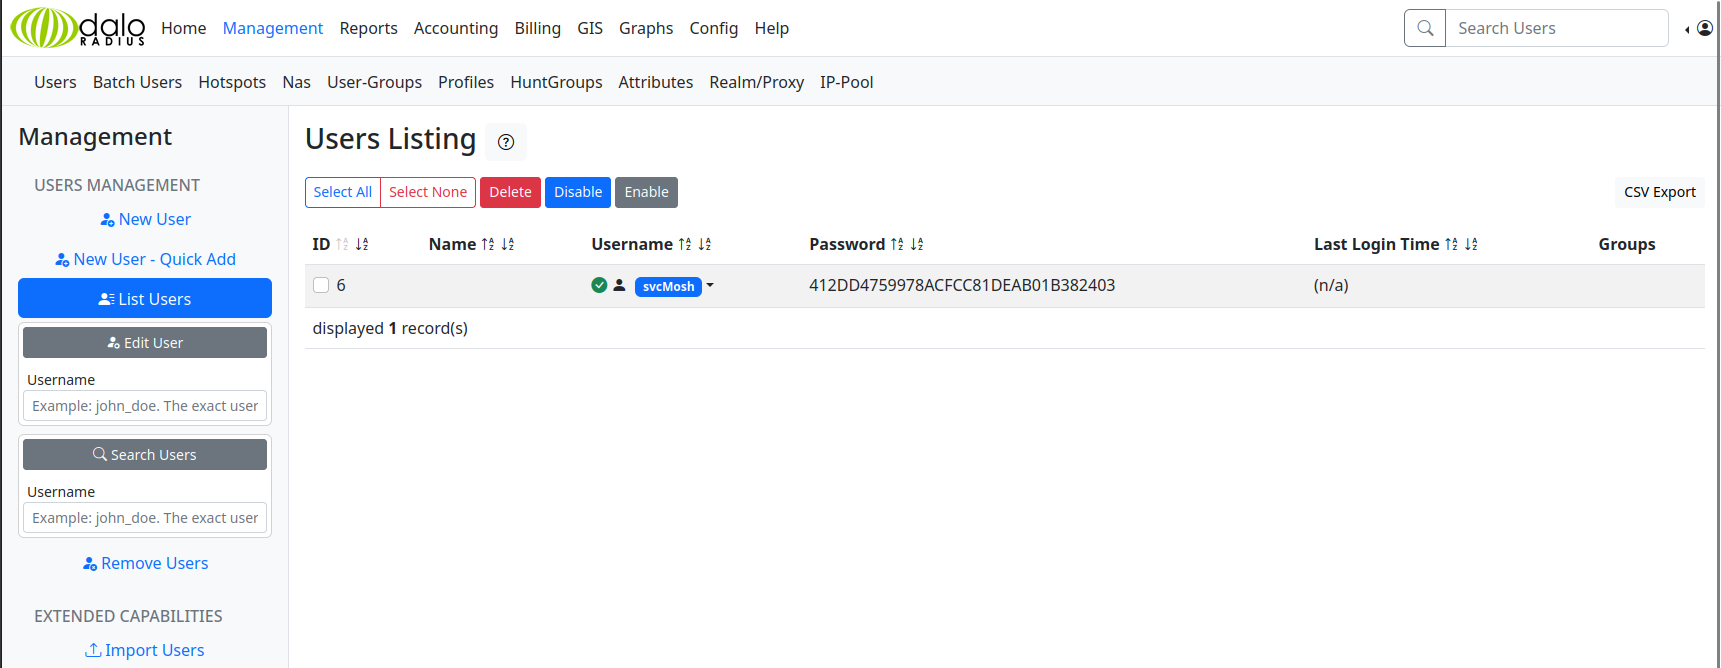 dalo RADIUS
Home Management Reports Accounting Billing GIS Graphs Config Help Search Users
Users Batch Users Hotspots Nas User-Groups Profiles HuntGroups Attributes Realm/Proxy IP-Pool
Management
USERS MANAGEMENT
New User
New User - Quick Add
List Users
Edit User
Username
Example: john_doe. The exact user
Search Users
Username
Example: john_doe. The exact user
Remove Users
EXTENDED CAPABILITIES
Import Users
Users Listing
Select All Select None Delete Disable Enable CSV Export
ID Name Username Password Last Login Time Groups
6 svcMosh 412DD4759978ACFCC81DEAB01B382403 (n/a)
displayed 1 record(s)